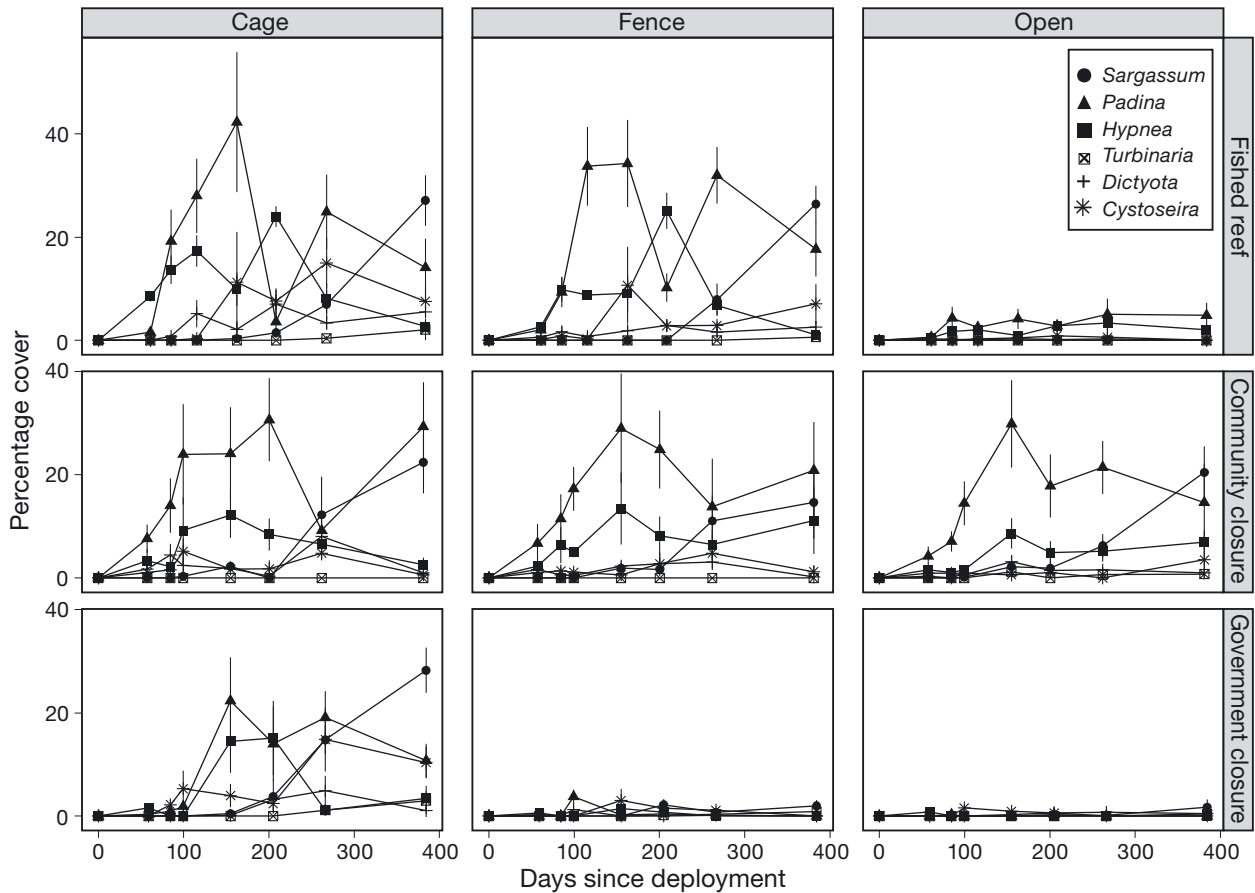 Cage
Fence
Open
Sargassum
Padina
Hypnea
Turbinaria
Dictyota
Cystoseira
40
20
0
Fished reef
Percentage cover
40
20
0
Community closure
40
20
0
Government closure
0 100 200 300 400
0 100 200 300 400
0 100 200 300 400
Days since deployment